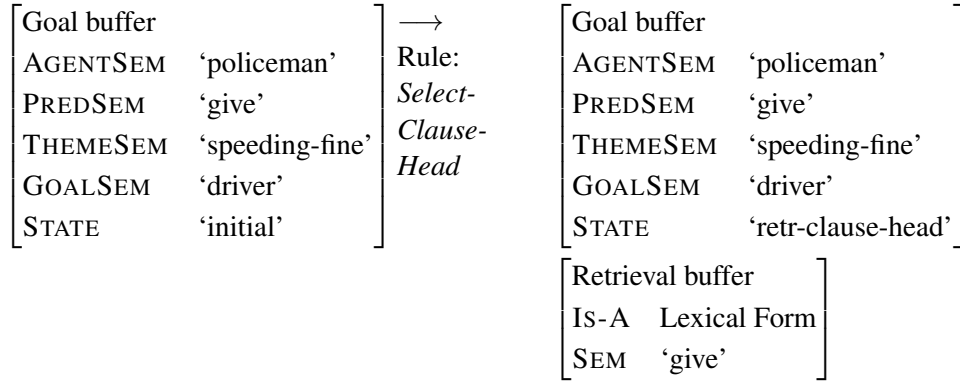 Goal buffer
AGENTSEM ‘policeman’
PREDSEM ‘give’
THEMESEM ‘speeding-fine’
GOALSEM ‘driver’
STATE ‘initial’
⟶
Rule:
Select-
Clause-
Head
Goal buffer
AGENTSEM ‘policeman’
PREDSEM ‘give’
THEMESEM ‘speeding-fine’
GOALSEM ‘driver’
STATE ‘retr-clause-head’
Retrieval buffer
IS-A Lexical Form
SEM ‘give’